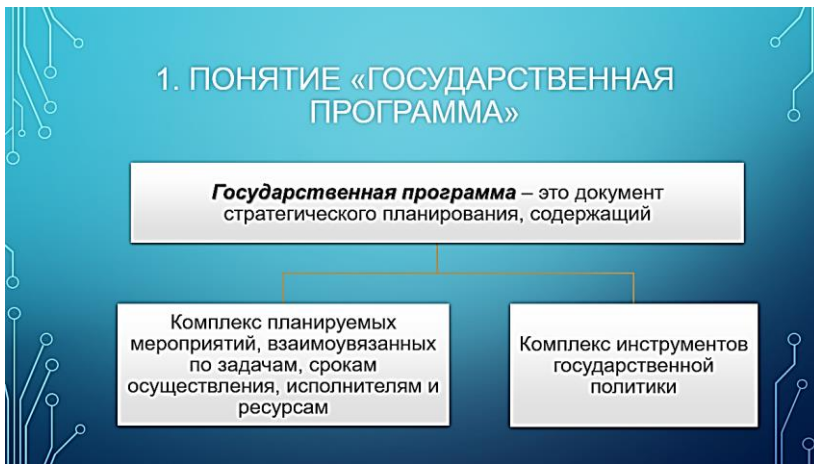 1. ПОНЯТИЕ «ГОСУДАРСТВЕННАЯ
ПРОГРАММА»
Государственная программа – это документ
стратегического планирования, содержащий
Комплекс планируемых
мероприятий, взаимоувязанных
по задачам, срокам
осуществления, исполнителям и
ресурсам
Комплекс инструментов
государственной
политики